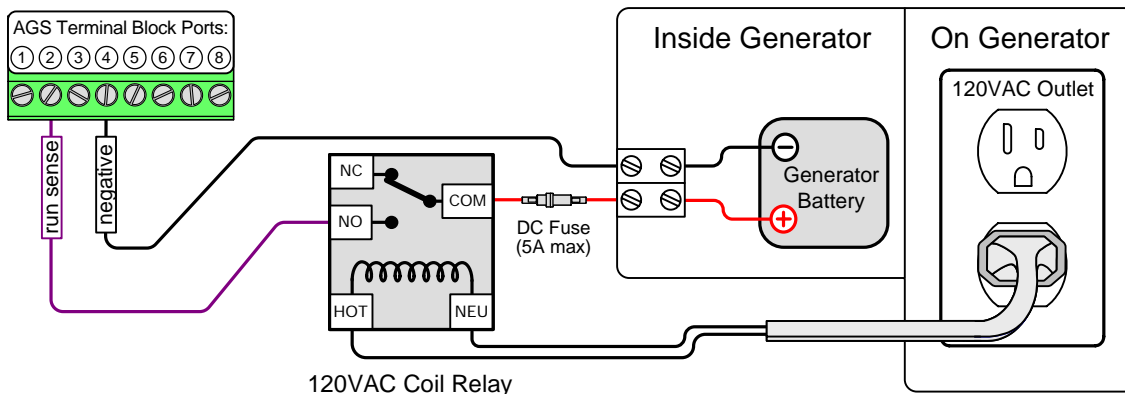 AGS Terminal Block Ports:
1 2 3 4 5 6 7 8
run sense
negative
Inside Generator
On Generator
120VAC Outlet
NC
COM
NO
HOT
NEU
DC Fuse
(5A max)
Generator
Battery
120VAC Coil Relay